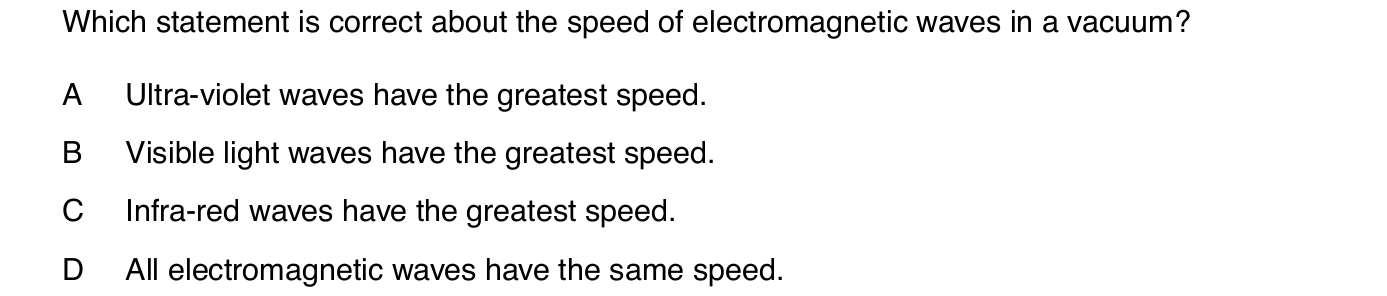 Which statement is correct about the speed of electromagnetic waves in a vacuum?
A Ultra-violet waves have the greatest speed.
B Visible light waves have the greatest speed.
C Infra-red waves have the greatest speed.
D All electromagnetic waves have the same speed.